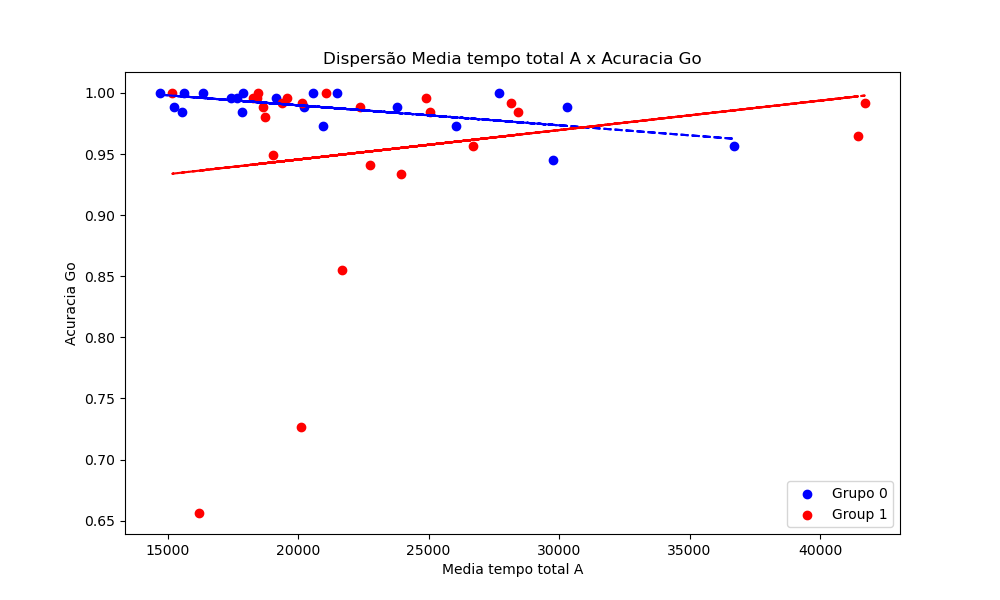 Dispersão Media tempo total A x Acuracia Go
Acuracia Go
1.00
0.95
0.90
0.85
0.80
0.75
0.70
0.65
15000 20000 25000 30000 35000 40000
Media tempo total A
Grupo 0
Group 1